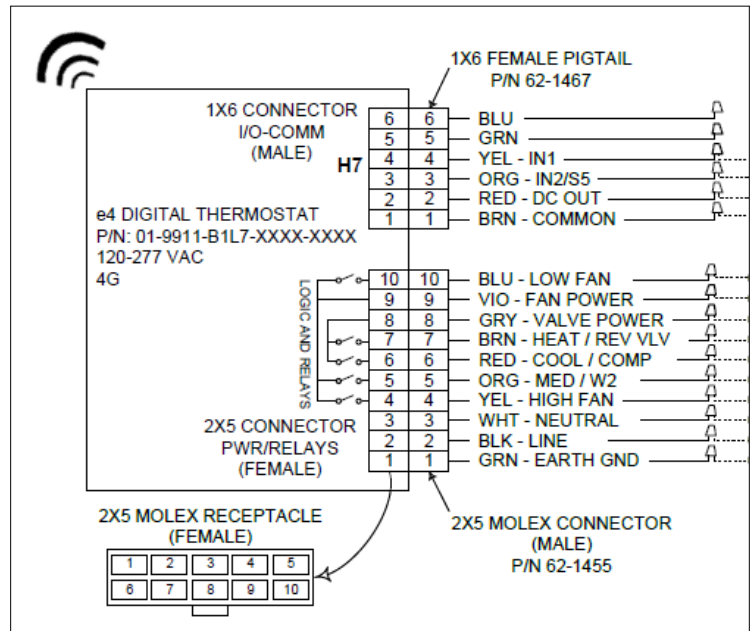 1X6 FEMALE PIGTAIL
P/N 62-1467
1X6 CONNECTOR
I/O-COMM
(MALE)
H7
6 6 BLU
5 5 GRN
4 4 YEL - IN1
3 3 ORG - IN2/S5
2 2 RED - DC OUT
1 1 BRN - COMMON
e4 DIGITAL THERMOSTAT
P/N: 01-9911-B1L7-XXXX-XXXX
120-277 VAC
4G
LOGIC AND RELAYS
10 10 BLU - LOW FAN
9 9 VIO - FAN POWER
8 8 GRY - VALVE POWER
7 7 BRN - HEAT / REV VLV
6 6 RED - COOL / COMP
5 5 ORG - MED / W2
4 4 YEL - HIGH FAN
3 3 WHT - NEUTRAL
2 2 BLK - LINE
1 1 GRN - EARTH GND
2X5 CONNECTOR
PWR/RELAYS
(FEMALE)
2X5 MOLEX RECEPTACLE
(FEMALE)
1 2 3 4 5
6 7 8 9 10
2X5 MOLEX CONNECTOR
(MALE)
P/N 62-1455